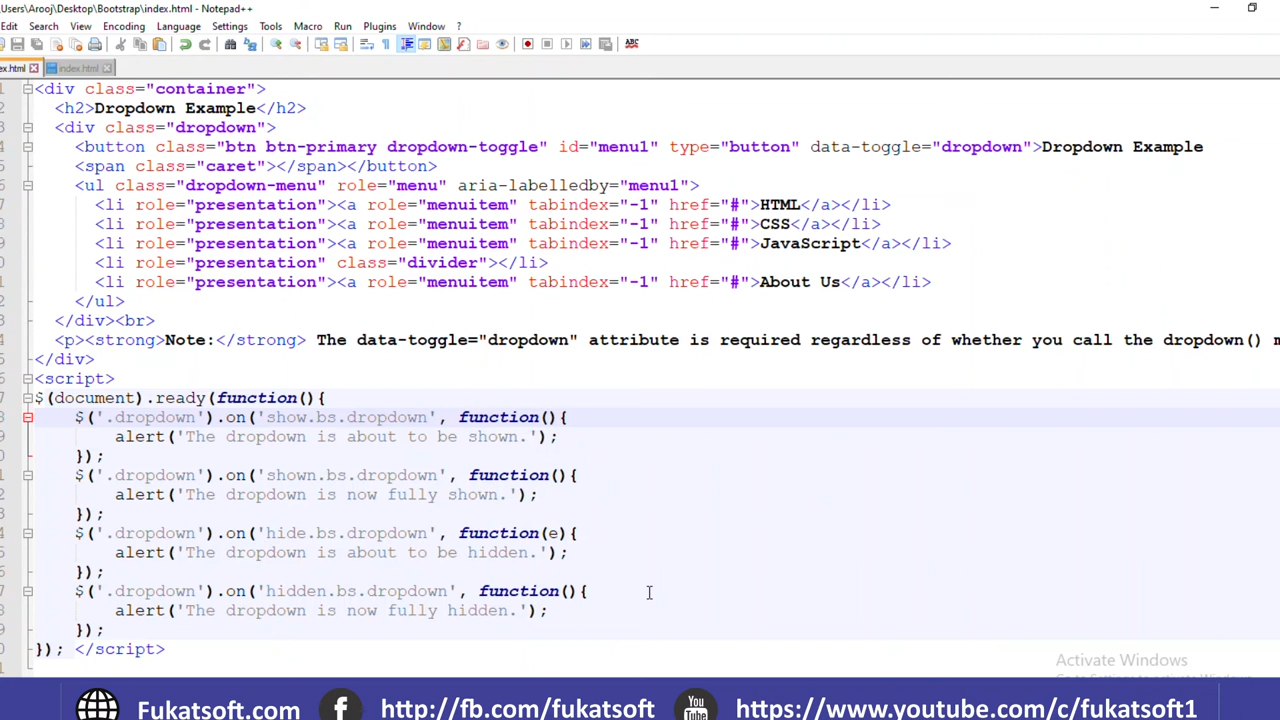 Users\Arooj\Desktop\Bootstrap\index.html - Notepad++
Edit Search View Encoding Language Settings Tools Macro Run Plugins Window ?
ex.html index.html
<div class="container">
<h2>Dropdown Example</h2>
<div class="dropdown">
<button class="btn btn-primary dropdown-toggle" id="menu1" type="button" data-toggle="dropdown">Dropdown Example
<span class="caret"></span></button>
<ul class="dropdown-menu" role="menu" aria-labelledby="menu1">
<li role="presentation"><a role="menuitem" tabindex="-1" href="#">HTML</a></li>
<li role="presentation"><a role="menuitem" tabindex="-1" href="#">CSS</a></li>
<li role="presentation"><a role="menuitem" tabindex="-1" href="#">JavaScript</a></li>
<li role="presentation" class="divider"></li>
<li role="presentation"><a role="menuitem" tabindex="-1" href="#">About Us</a></li>
</ul>
</div><br>
<p><strong>Note:</strong> The data-toggle="dropdown" attribute is required regardless of whether you call the dropdown() m
</div>
<script>
$(document).ready(function(){
$('.dropdown').on('show.bs.dropdown', function(){
alert('The dropdown is about to be shown.');
});
$('.dropdown').on('shown.bs.dropdown', function(){
alert('The dropdown is now fully shown.');
});
$('.dropdown').on('hide.bs.dropdown', function(e){
alert('The dropdown is about to be hidden.');
});
$('.dropdown').on('hidden.bs.dropdown', function(){
alert('The dropdown is now fully hidden.');
});
}); </script>
Activate Windows
Fukatsoft.com http://fb.com/fukatsoft You Tube https://www.youtube.com/c/fukatsoft1